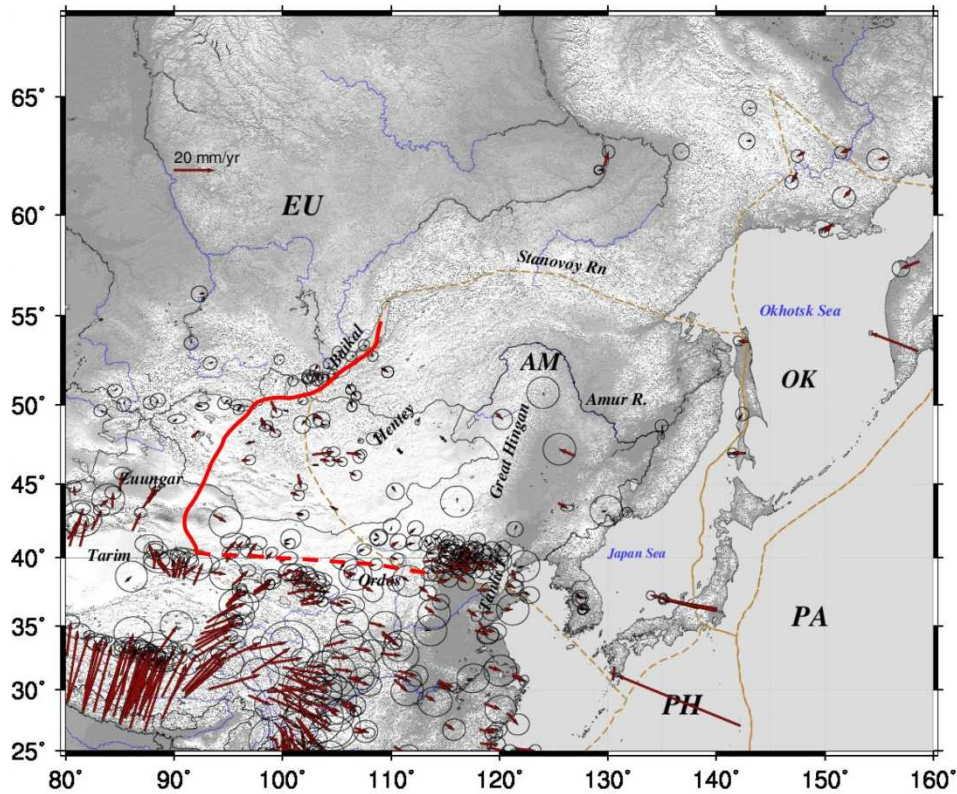 65°
20 mm/yr
EU
60°
Stanovoy Rn
55°
Okhotsk Sea
Baikal
AM
OK
50°
Amur R.
Hentey
Great Hingan
Zuungar
45°
Tarim
40°
Japan Sea
Ordos
PA
35°
30°
PH
25°
80° 90° 100° 110° 120° 130° 140° 150° 160°